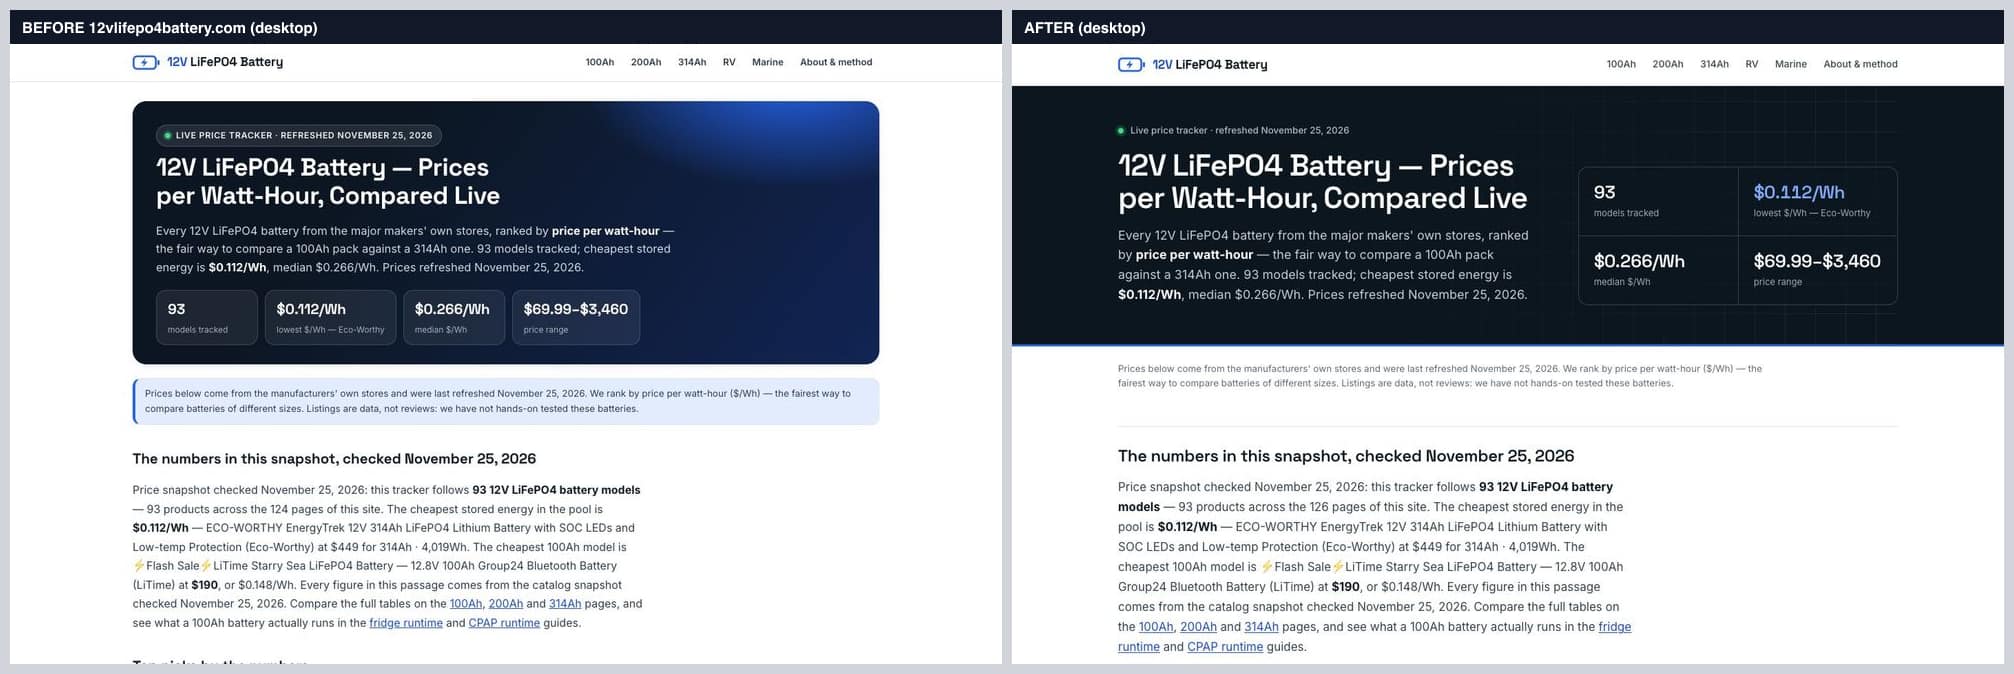 BEFORE 12vlifepo4battery.com (desktop)
12V LiFePO4 Battery
100Ah 200Ah 314Ah RV Marine About & method
LIVE PRICE TRACKER · REFRESHED NOVEMBER 25, 2026
12V LiFePO4 Battery — Prices
per Watt-Hour, Compared Live
Every 12V LiFePO4 battery from the major makers' own stores, ranked by price per watt-hour —
the fair way to compare a 100Ah pack against a 314Ah one. 93 models tracked; cheapest stored
energy is $0.112/Wh, median $0.266/Wh. Prices refreshed November 25, 2026.
93
models tracked
$0.112/Wh
lowest $/Wh — Eco-Worthy
$0.266/Wh
median $/Wh
$69.99–$3,460
price range
Prices below come from the manufacturers' own stores and were last refreshed November 25, 2026. We rank by price per watt-hour ($/Wh) — the fairest way to
compare batteries of different sizes. Listings are data, not reviews: we have not hands-on tested these batteries.
The numbers in this snapshot, checked November 25, 2026
Price snapshot checked November 25, 2026: this tracker follows 93 12V LiFePO4 battery models
— 93 products across the 124 pages of this site. The cheapest stored energy in the pool is
$0.112/Wh — ECO-WORTHY EnergyTrek 12V 314Ah LiFePO4 Lithium Battery with SOC LEDs and
Low-temp Protection (Eco-Worthy) at $449 for 314Ah · 4,019Wh. The cheapest 100Ah model is
⚡Flash Sale⚡LiTime Starry Sea LiFePO4 Battery — 12.8V 100Ah Group24 Bluetooth Battery
(LiTime) at $190, or $0.148/Wh. Every figure in this passage comes from the catalog snapshot
checked November 25, 2026. Compare the full tables on the 100Ah, 200Ah and 314Ah pages, and
see what a 100Ah battery actually runs in the fridge runtime and CPAP runtime guides.
AFTER (desktop)
12V LiFePO4 Battery
100Ah 200Ah 314Ah RV Marine About & method
Live price tracker · refreshed November 25, 2026
12V LiFePO4 Battery — Prices
per Watt-Hour, Compared Live
Every 12V LiFePO4 battery from the major makers' own stores, ranked
by price per watt-hour — the fair way to compare a 100Ah pack
against a 314Ah one. 93 models tracked; cheapest stored energy is
$0.112/Wh, median $0.266/Wh. Prices refreshed November 25, 2026.
93
models tracked
$0.112/Wh
lowest $/Wh — Eco-Worthy
$0.266/Wh
median $/Wh
$69.99–$3,460
price range
Prices below come from the manufacturers' own stores and were last refreshed November 25, 2026. We rank by price per watt-hour ($/Wh) — the
fairest way to compare batteries of different sizes. Listings are data, not reviews: we have not hands-on tested these batteries.
The numbers in this snapshot, checked November 25, 2026
Price snapshot checked November 25, 2026: this tracker follows 93 12V LiFePO4 battery
models — 93 products across the 126 pages of this site. The cheapest stored energy in the
pool is $0.112/Wh — ECO-WORTHY EnergyTrek 12V 314Ah LiFePO4 Lithium Battery with
SOC LEDs and Low-temp Protection (Eco-Worthy) at $449 for 314Ah · 4,019Wh. The
cheapest 100Ah model is ⚡Flash Sale⚡LiTime Starry Sea LiFePO4 Battery — 12.8V 100Ah
Group24 Bluetooth Battery (LiTime) at $190, or $0.148/Wh. Every figure in this passage
comes from the catalog snapshot checked November 25, 2026. Compare the full tables on
the 100Ah, 200Ah and 314Ah pages, and see what a 100Ah battery actually runs in the fridge
runtime and CPAP runtime guides.